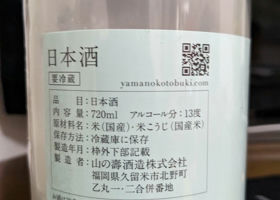 日本酒
要冷蔵
yamanokotobuki.com
品目：日本酒
内容量：720ml アルコール分：13度
原材料名：米（国産）・米こうじ（国産米）
保存方法：冷蔵庫に保存
製造年月：枠外下部記載
製造者：山の壽酒造株式会社
福岡県久留米市北野町
乙丸一・二合併番地